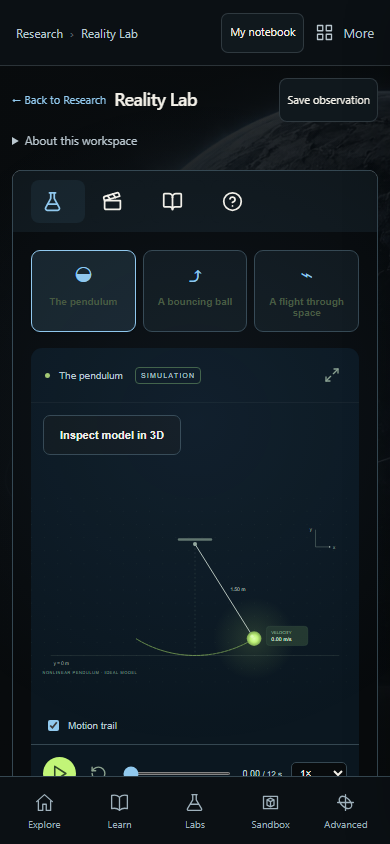 Research › Reality Lab
My notebook
More
← Back to Research
Reality Lab
Save observation
About this workspace
The pendulum
A bouncing ball
A flight through
space
The pendulum
SIMULATION
Inspect model in 3D
y
x
1.50 m
VELOCITY
0.00 m/s
y = 0 m
NONLINEAR PENDULUM · IDEAL MODEL
Motion trail
0.00 / 12 s
1×
Explore
Learn
Labs
Sandbox
Advanced